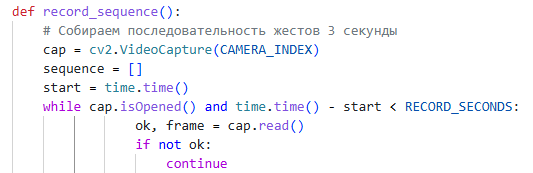 def record_sequence():
    # Собираем последовательность жестов 3 секунды
    cap = cv2.VideoCapture(CAMERA_INDEX)
    sequence = []
    start = time.time()
    while cap.isOpened() and time.time() - start < RECORD_SECONDS:
                ok, frame = cap.read()
                if not ok:
                    continue